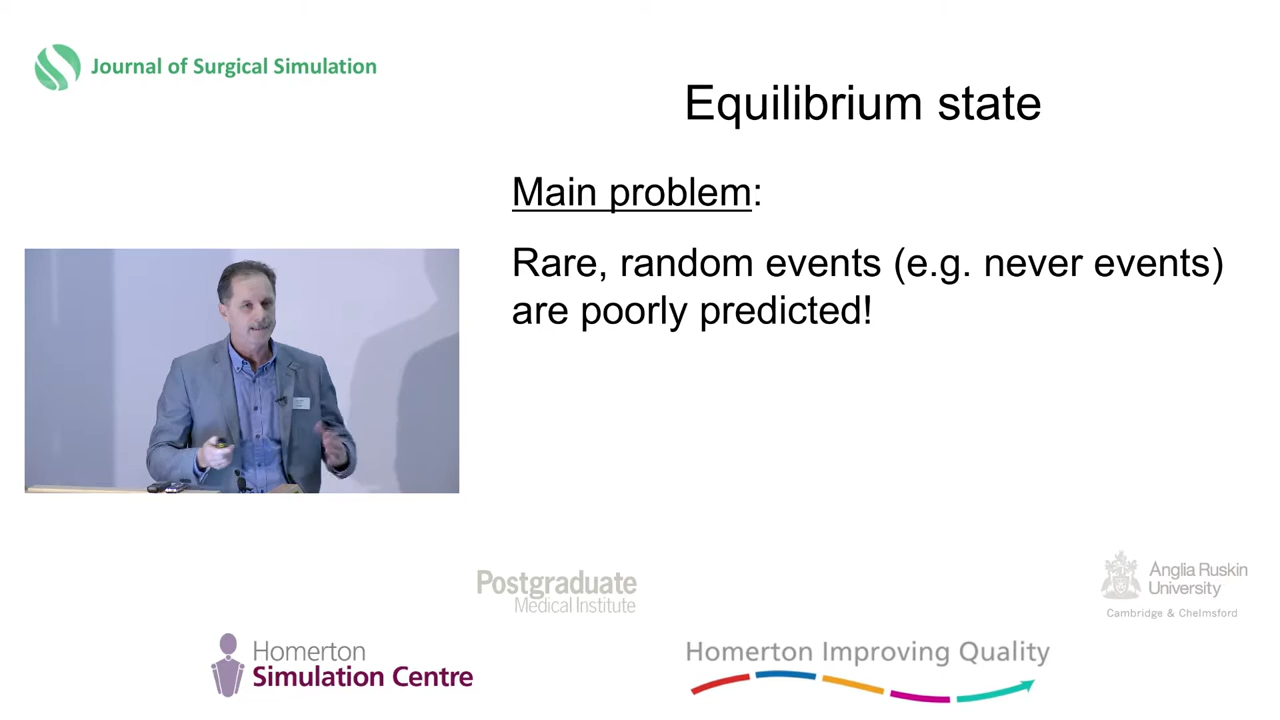 Journal of Surgical Simulation
Equilibrium state
Main problem:
Rare, random events (e.g. never events)
are poorly predicted!
Postgraduate
Medical Institute
Anglia Ruskin
University
Cambridge & Chelmsford
Homerton
Simulation Centre
Homerton Improving Quality